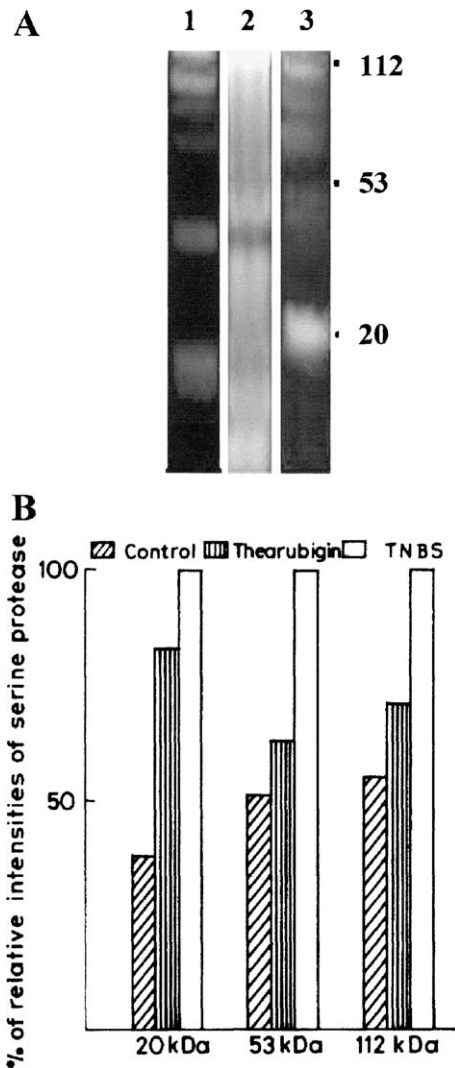 A
1 2 3
112
53
20
B
Control Thearubigin TNBS
% of relative intensities of serine protease
100
50
20 kDa 53 kDa 112 kDa